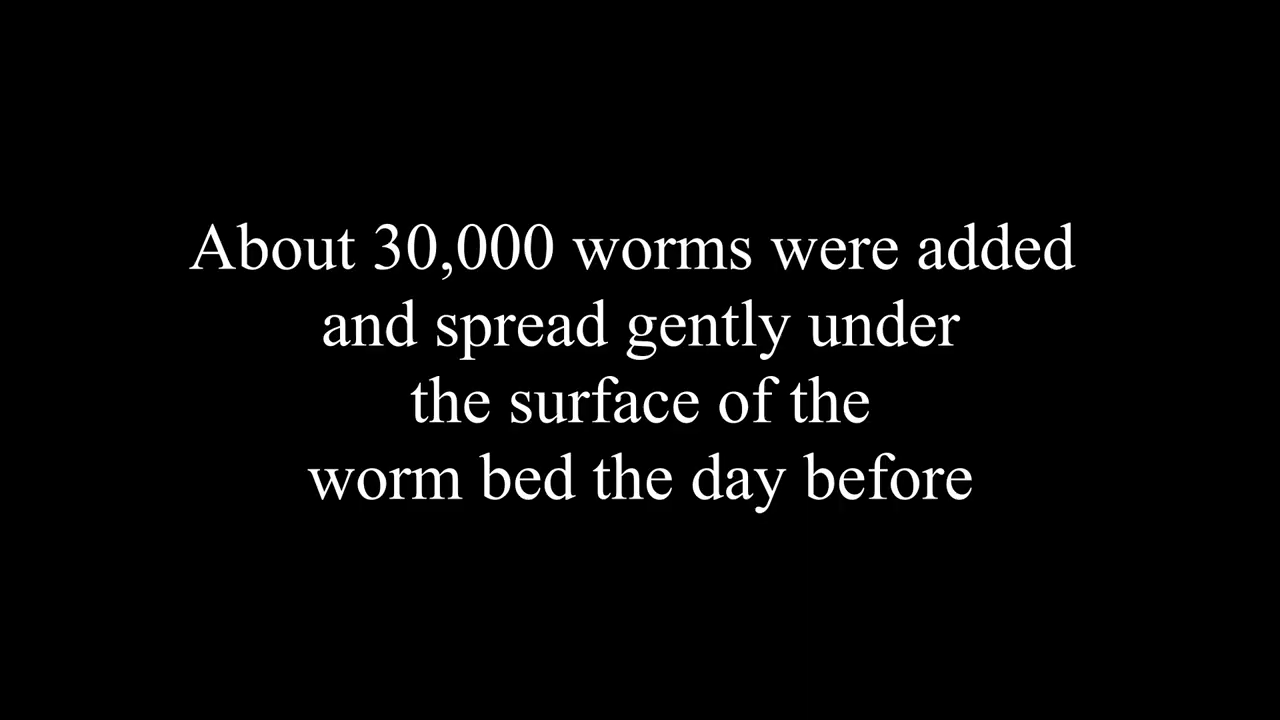 About 30,000 worms were added
and spread gently under
the surface of the
worm bed the day before